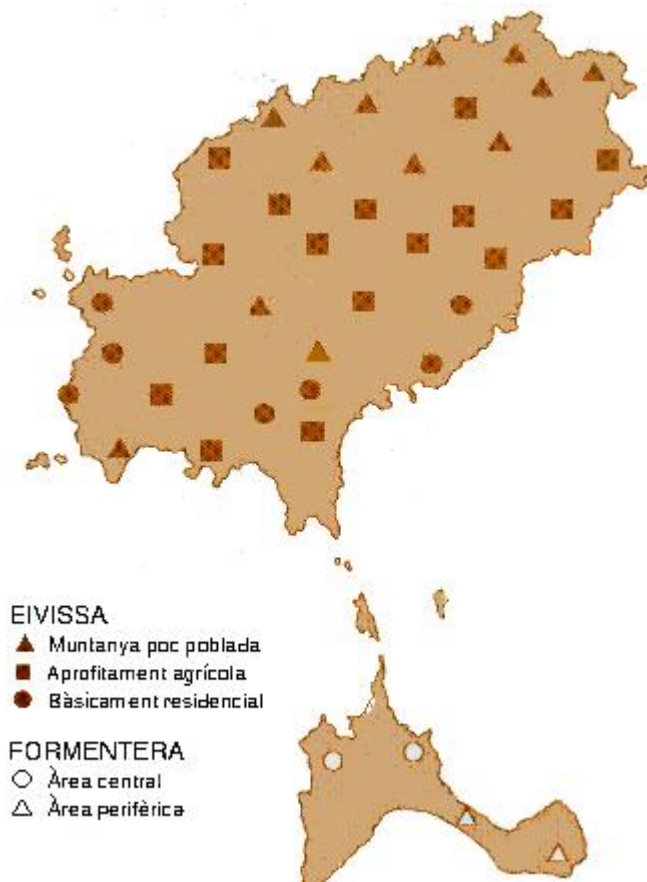 EIVISSA
Muntanya poc poblada
Aprofitament agrícola
Bàsicament residencial
FORMENTERA
Àrea central
Àrea perifèrica